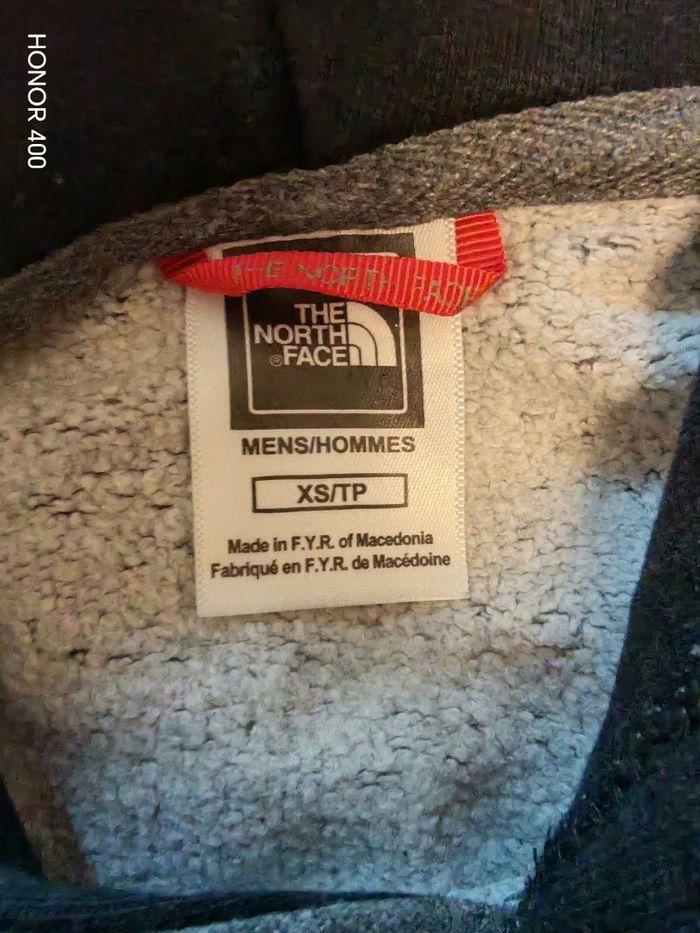 HONOR 400
THE NORTH FACE
THE
NORTH
FACE
®
MENS/HOMMES
XS/TP
Made in F.Y.R. of Macedonia
Fabriqué en F.Y.R. de Macédoine